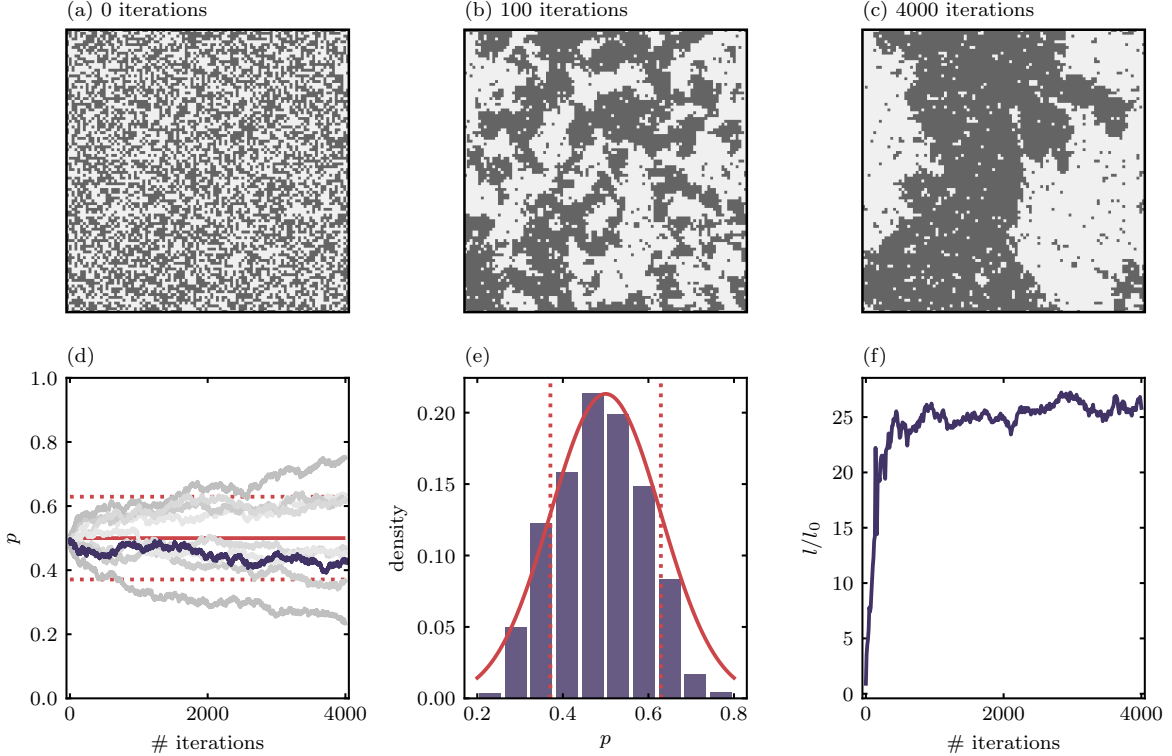 (a) 0 iterations
(b) 100 iterations
(c) 4000 iterations
(d)
1.0
0.8
0.6
0.4
0.2
0.0
p
0
2000
4000
# iterations
(e)
0.20
0.15
0.10
0.05
0.00
density
0.2
0.4
0.6
0.8
p
(f)
25
20
15
10
5
0
l/l₀
0
2000
4000
# iterations